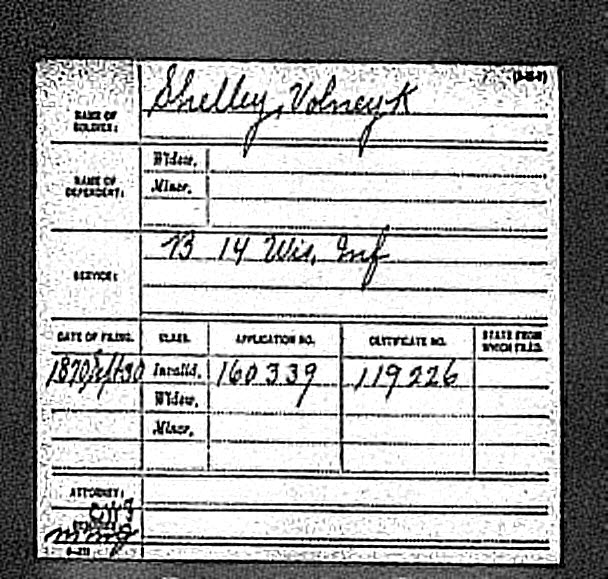 Shelley, Volney K
NAME OF SOLDIER:
NAME OF DEPENDENT:
Widow,
Minor,
SERVICE:
B 14 Wis. Inf
DATE OF FILING. CLASS. APPLICATION NO. CERTIFICATE NO. STATE FROM WHICH FILED.
1870 Sept 30 Invalid, 160339 119226
Widow,
Minor,
ATTORNEY: